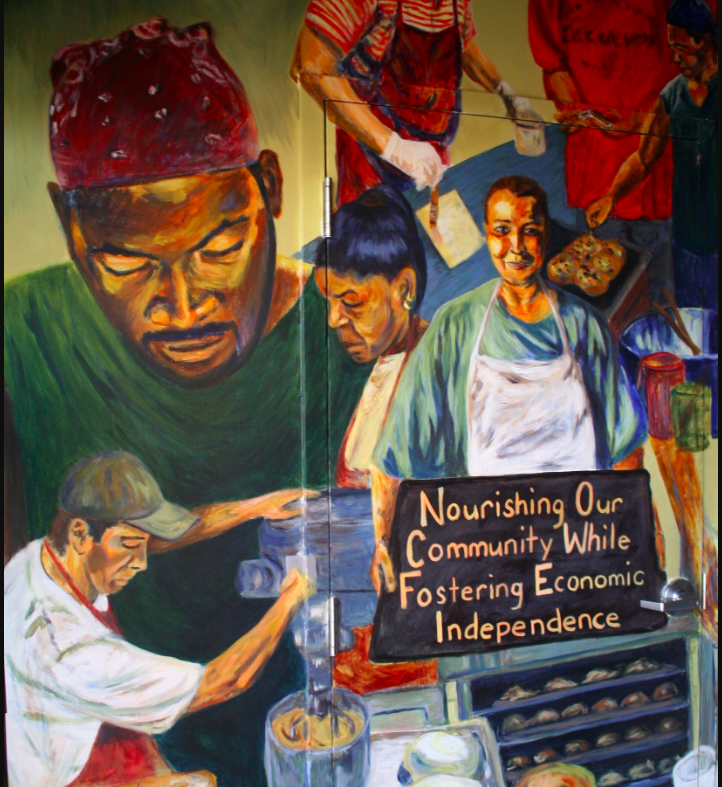 Nourishing Our
Community While
Fostering Economic
Independence